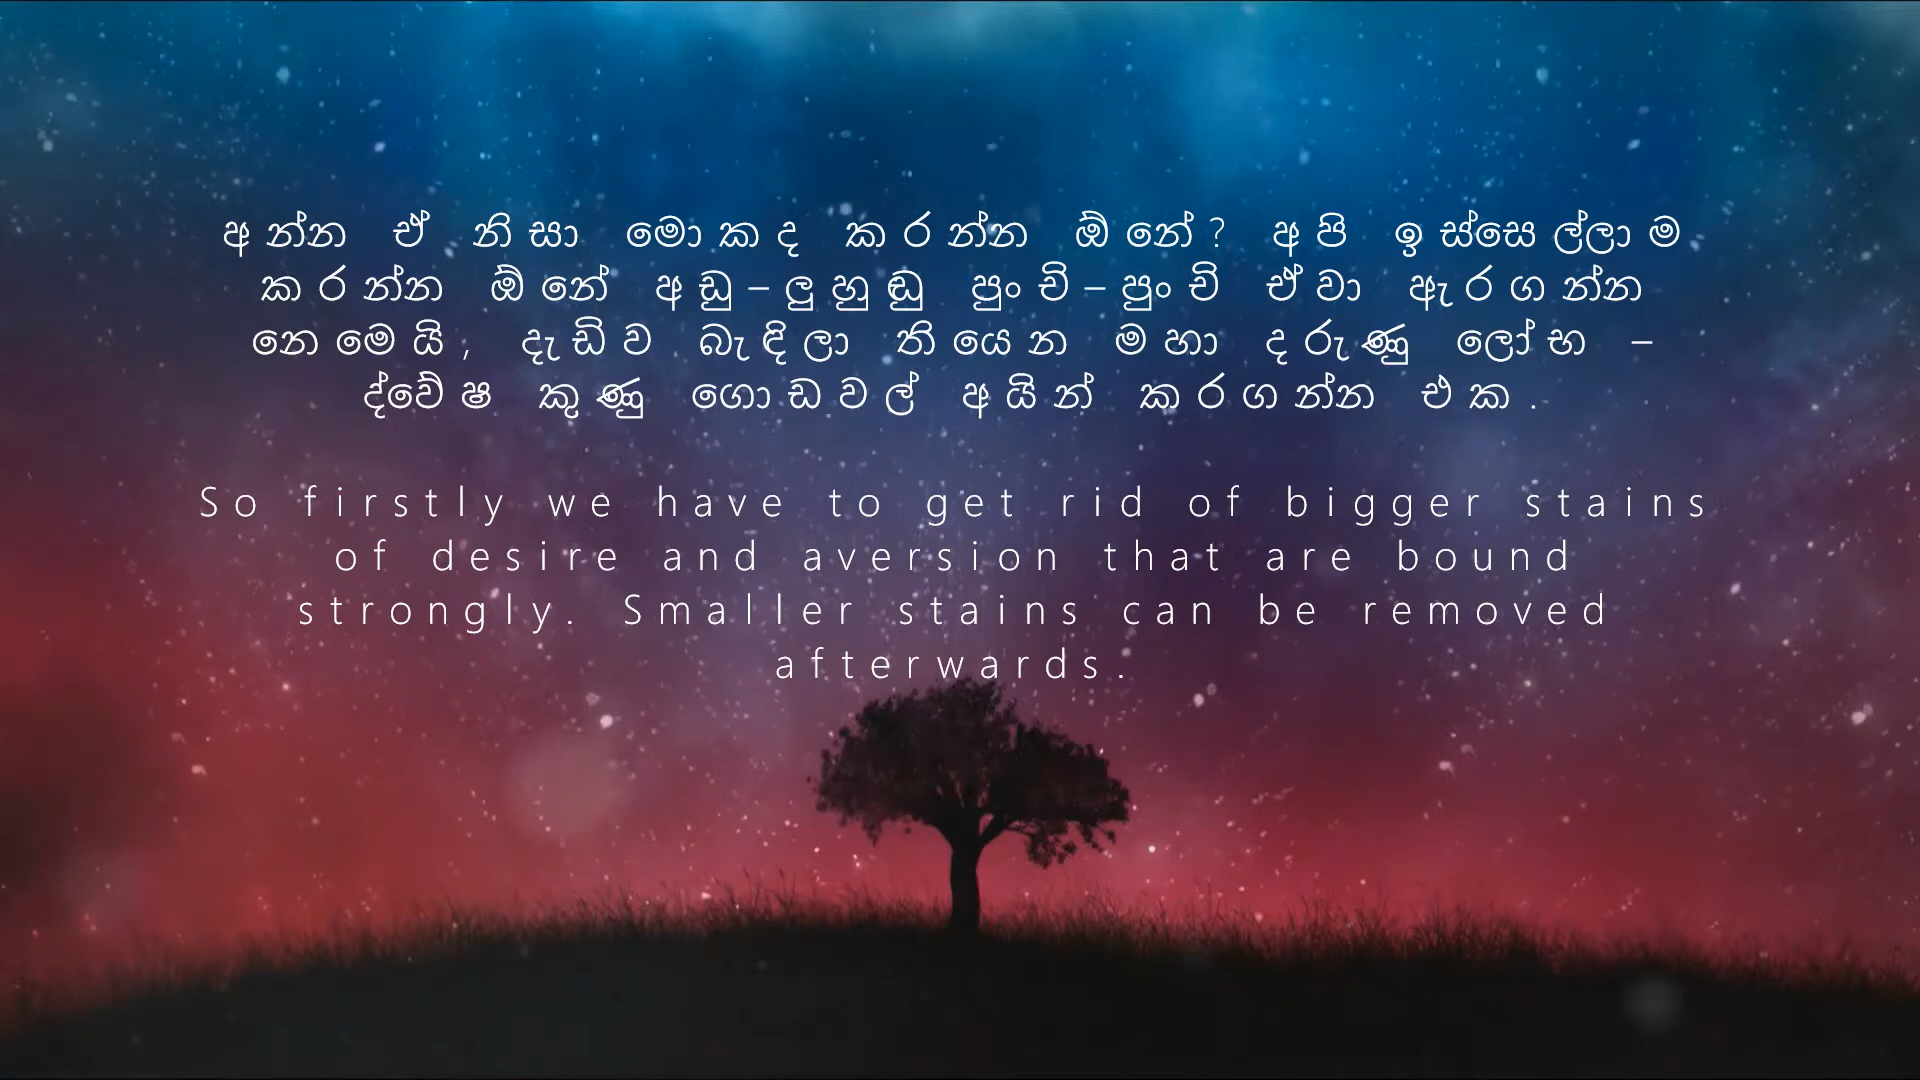 අන්න ඒ නිසා මොකද කරන්න ඕනේ? අපි ඉස්සෙල්ලාම
කරන්න ඕනේ අඩු–ලුහුඬු පුංචි–පුංචි ඒවා ඇරගන්න
නෙමෙයි, දැඩිව බැඳිලා තියෙන මහා දරුණු ලෝභ –
ද්වේෂ කුණු ගොඩවල් අයින් කරගන්න එක.
So firstly we have to get rid of bigger stains
of desire and aversion that are bound
strongly. Smaller stains can be removed
afterwards.